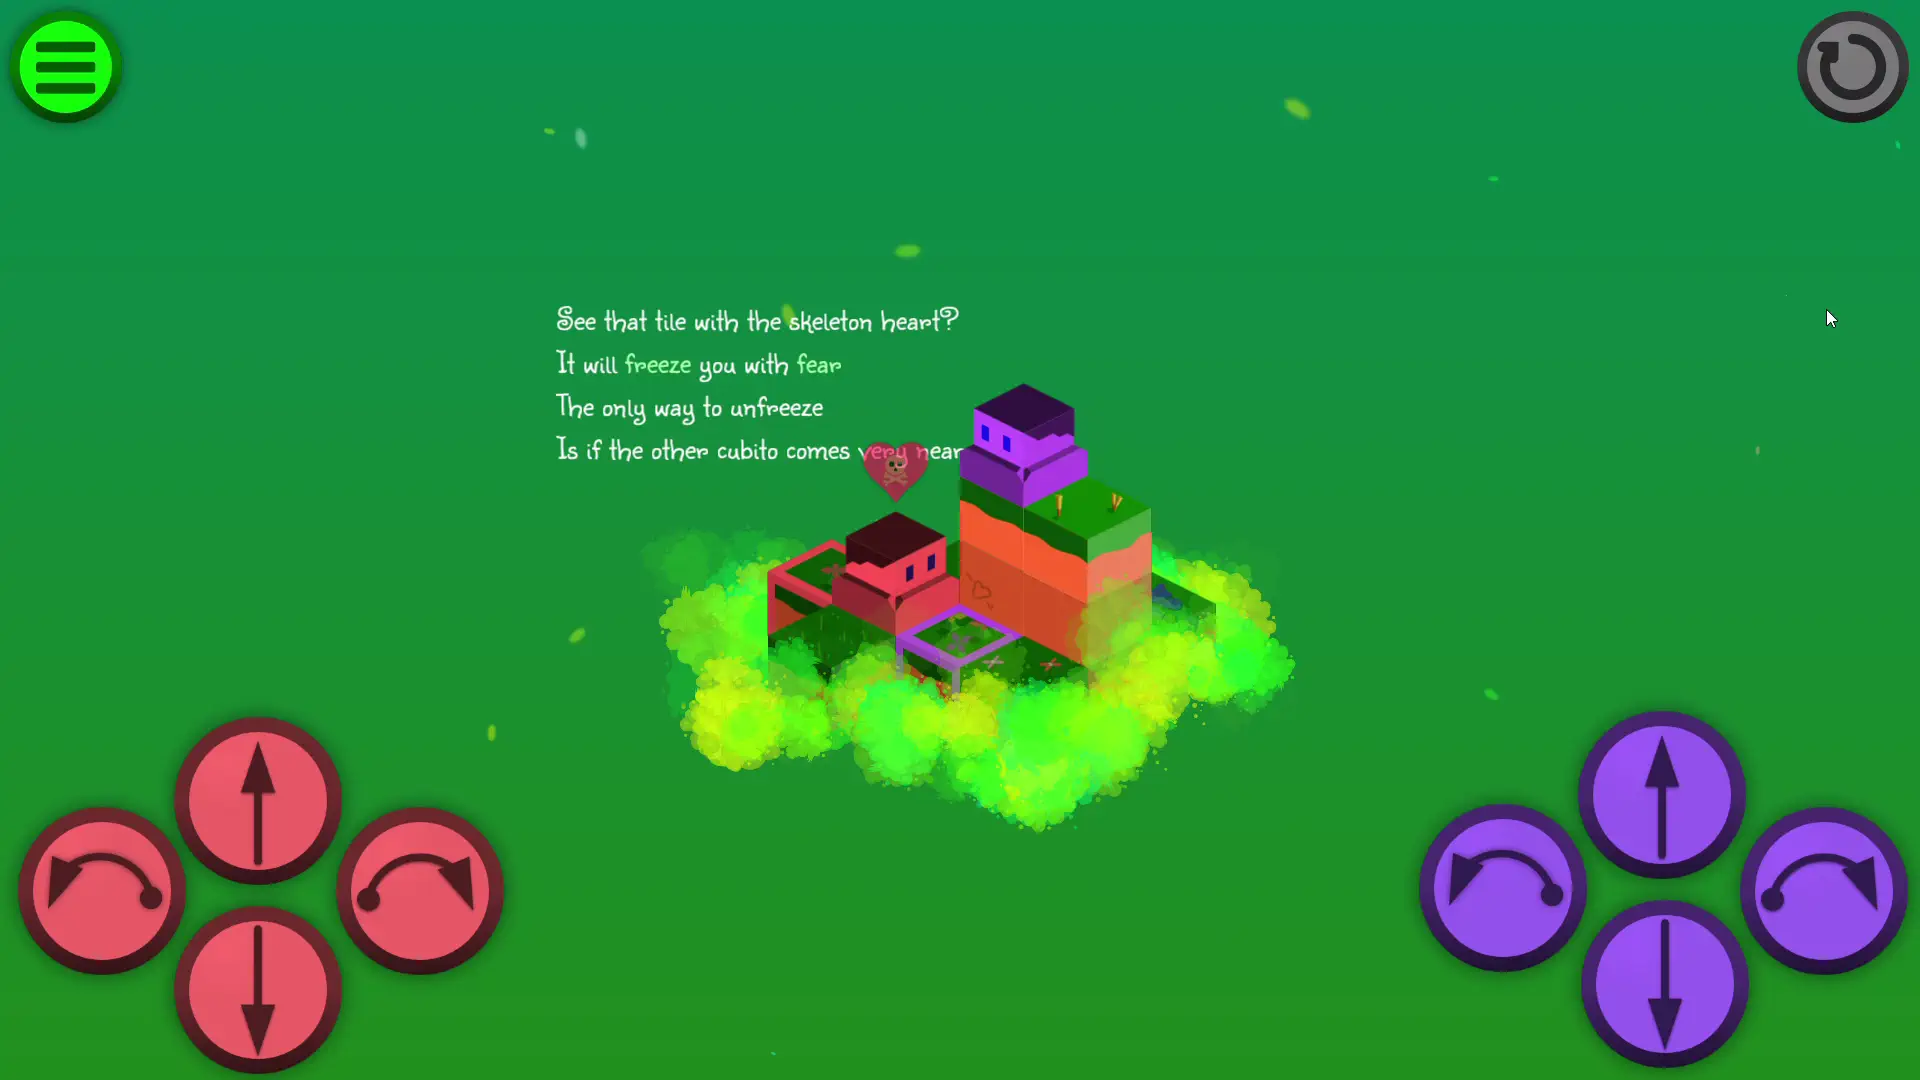 See that tile with the skeleton heart?
It will freeze you with fear
The only way to unfreeze
Is if the other cubito comes very near